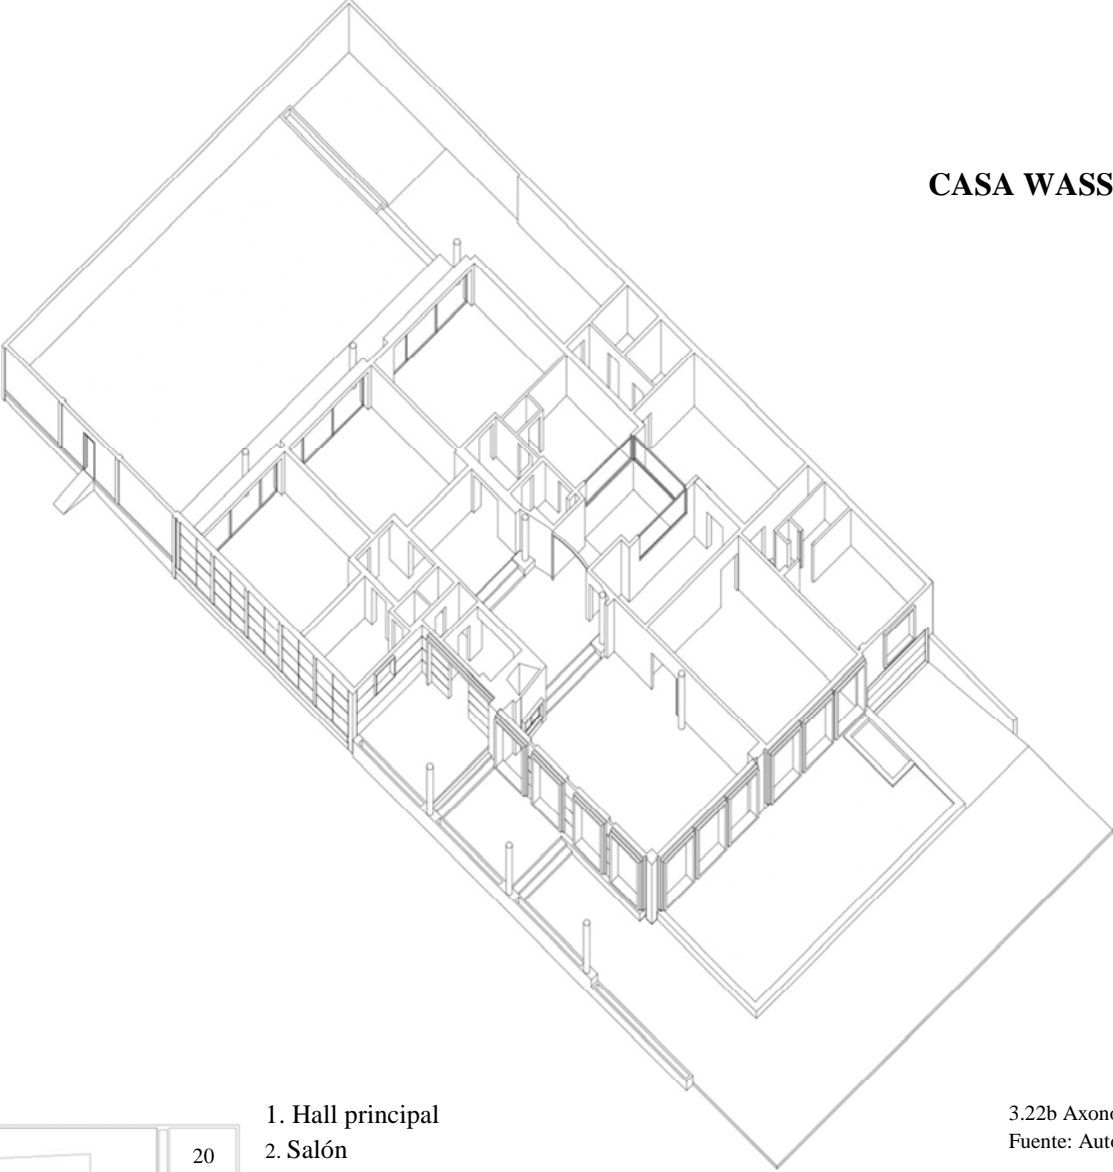 CASA WASS
1. Hall principal
2. Salón
20
3.22b Axono
Fuente: Auto